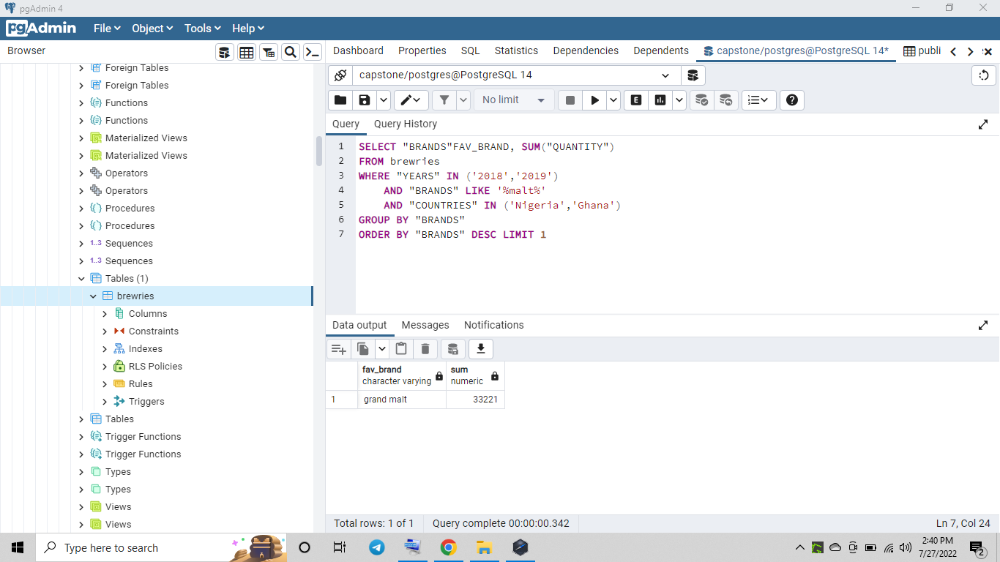 pgAdmin 4
pgAdmin File Object Tools Help
Browser
Dashboard Properties SQL Statistics Dependencies Dependents capstone/postgres@PostgreSQL 14* publi
Foreign Tables
Foreign Tables
Functions
Functions
Materialized Views
Materialized Views
Operators
Operators
Procedures
Procedures
1..3 Sequences
1..3 Sequences
Tables (1)
brewries
Columns
Constraints
Indexes
RLS Policies
Rules
Triggers
Tables
Trigger Functions
Trigger Functions
Types
Types
Views
Views
capstone/postgres@PostgreSQL 14
No limit
E
Query Query History
1 SELECT "BRANDS"FAV_BRAND, SUM("QUANTITY")
2 FROM brewries
3 WHERE "YEARS" IN ('2018','2019')
4 AND "BRANDS" LIKE '%malt%'
5 AND "COUNTRIES" IN ('Nigeria','Ghana')
6 GROUP BY "BRANDS"
7 ORDER BY "BRANDS" DESC LIMIT 1
Data output Messages Notifications
fav_brand sum
character varying numeric
1 grand malt 33221
Total rows: 1 of 1 Query complete 00:00:00.342 Ln 7, Col 24
Type here to search
2:40 PM
7/27/2022
2